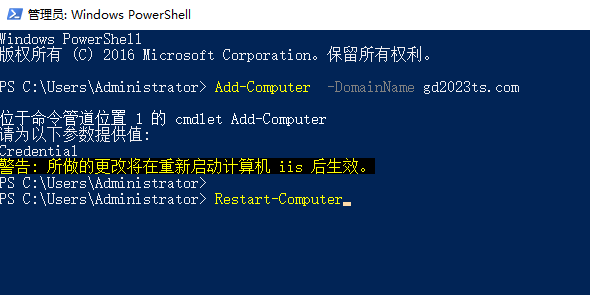 管理员: Windows PowerShell
Windows PowerShell
版权所有 (C) 2016 Microsoft Corporation。保留所有权利。
PS C:\Users\Administrator> Add-Computer  -DomainName gd2023ts.com
位于命令管道位置 1 的 cmdlet Add-Computer
请为以下参数提供值:
Credential
警告: 所做的更改将在重新启动计算机 iis 后生效。
PS C:\Users\Administrator>
PS C:\Users\Administrator> Restart-Computer